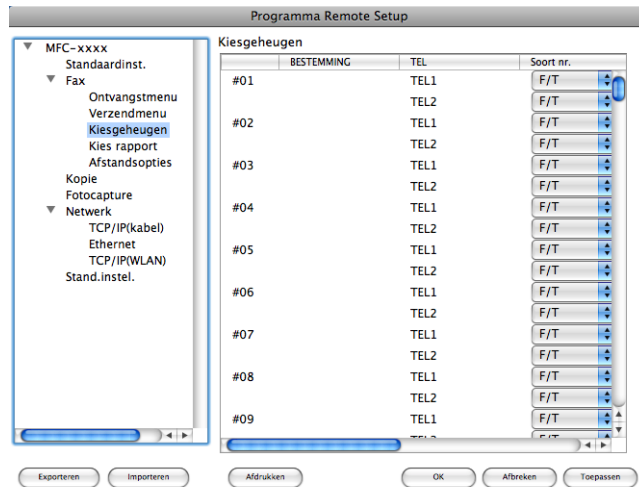 Programma Remote Setup
MFC-xxxx
Standaardinst.
Fax
Ontvangstmenu
Verzendmenu
Kiesgeheugen
Kies rapport
Afstandsopties
Kopie
Fotocapture
Netwerk
TCP/IP(kabel)
Ethernet
TCP/IP(WLAN)
Stand.instel.
Kiesgeheugen
BESTEMMING TEL Soort nr.
#01 TEL1 F/T
TEL2 F/T
#02 TEL1 F/T
TEL2 F/T
#03 TEL1 F/T
TEL2 F/T
#04 TEL1 F/T
TEL2 F/T
#05 TEL1 F/T
TEL2 F/T
#06 TEL1 F/T
TEL2 F/T
#07 TEL1 F/T
TEL2 F/T
#08 TEL1 F/T
TEL2 F/T
#09 TEL1 F/T
TEL2 F/T
Exporteren Importeren Afdrukken OK Afbreken Toepassen